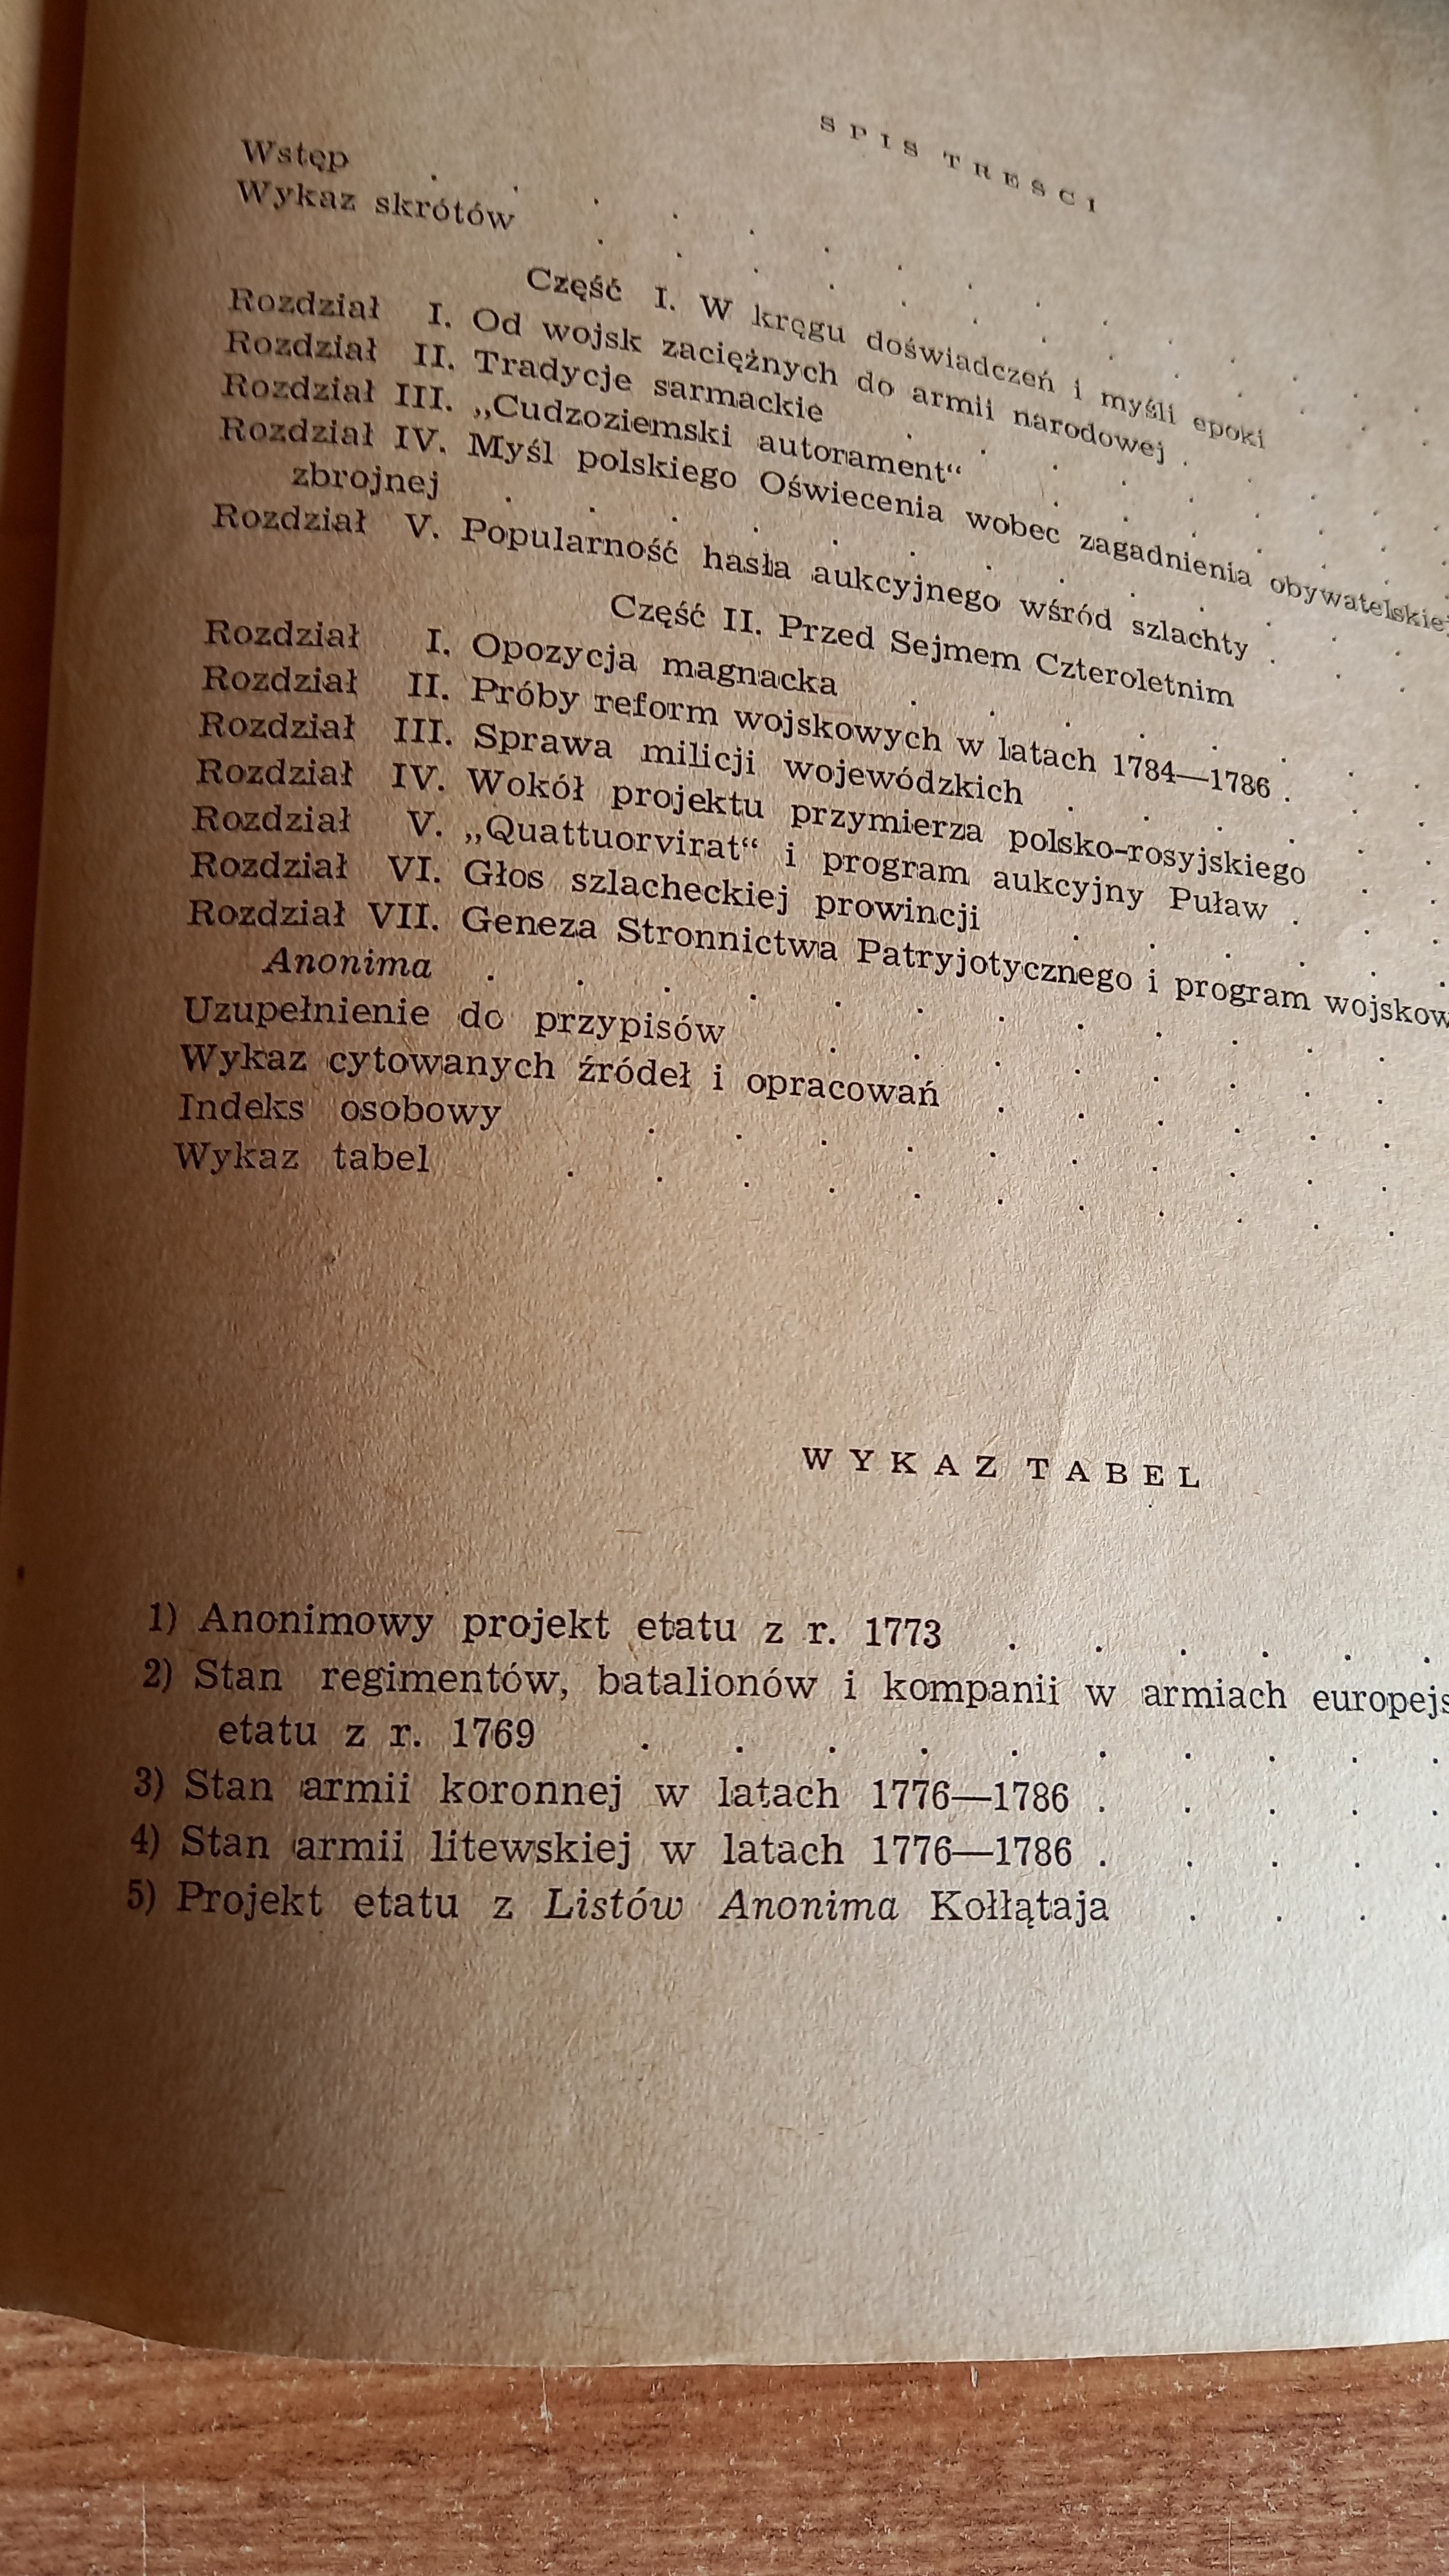 SPIS TREŚCI
Wstęp
Wykaz skrótów
Część I. W kręgu doświadczeń i myśli epoki
Rozdział I. Od wojsk zaciężnych do armii narodowej
Rozdział II. Tradycje sarmackie
Rozdział III. „Cudzoziemski autorament“
Rozdział IV. Myśl polskiego Oświecenia wobec zagadnienia obywatelskiej
zbrojnej
Rozdział V. Popularność hasła aukcyjnego wśród szlachty
Część II. Przed Sejmem Czteroletnim
Rozdział I. Opozycja magnacka
Rozdział II. Próby reform wojskowych w latach 1784—1786
Rozdział III. Sprawa milicji wojewódzkich
Rozdział IV. Wokół projektu przymierza polsko-rosyjskiego
Rozdział V. „Quattuorvirat“ i program aukcyjny Puław
Rozdział VI. Głos szlacheckiej prowincji
Rozdział VII. Geneza Stronnictwa Patryjotycznego i program wojskow
Anonima
Uzupełnienie do przypisów
Wykaz cytowanych źródeł i opracowań
Indeks osobowy
Wykaz tabel
WYKAZ TABEL
1) Anonimowy projekt etatu z r. 1773
2) Stan regimentów, batalionów i kompanii w armiach europejs
etatu z r. 1769
3) Stan armii koronnej w latach 1776—1786
4) Stan armii litewskiej w latach 1776—1786
5) Projekt etatu z Listów Anonima Kołłątaja